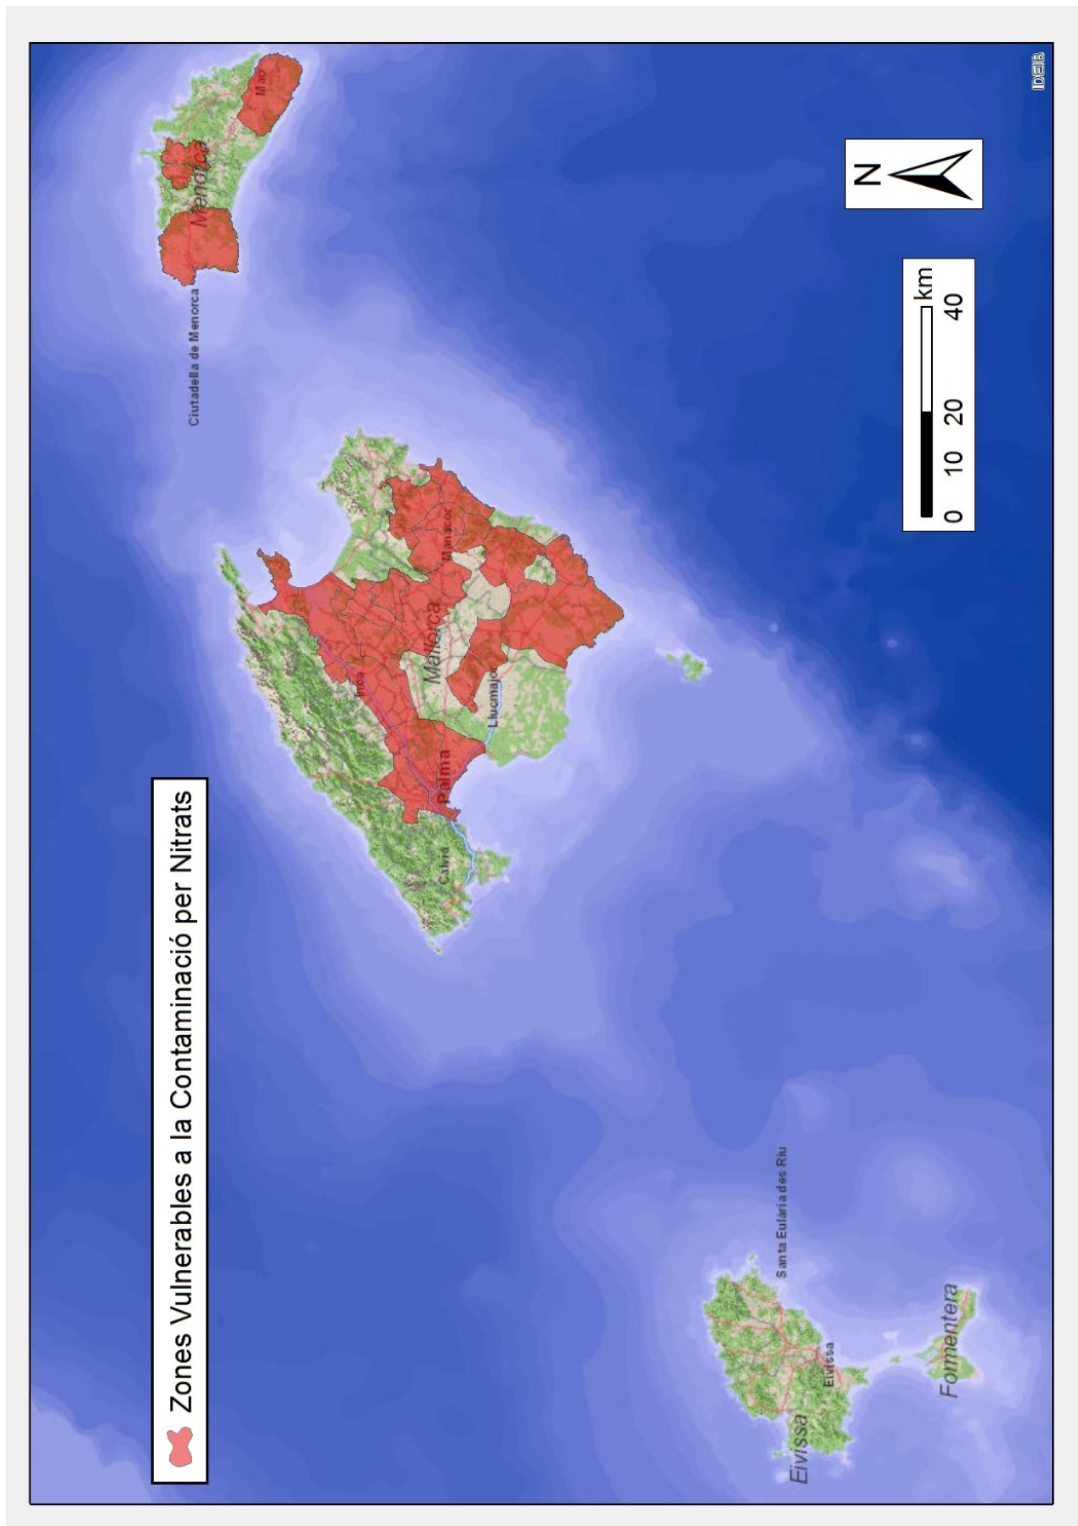 Zones Vulnerables a la Contaminació per Nitrats
Ciutadella de Menorca
Menorca
Mao
Inca
Mallorca
Manacor
Palma
Llucmajor
Calvià
Santa Eulària des Riu
Eivissa
Eivissa
Formentera
N
km
0 10 20 40
IDEIB